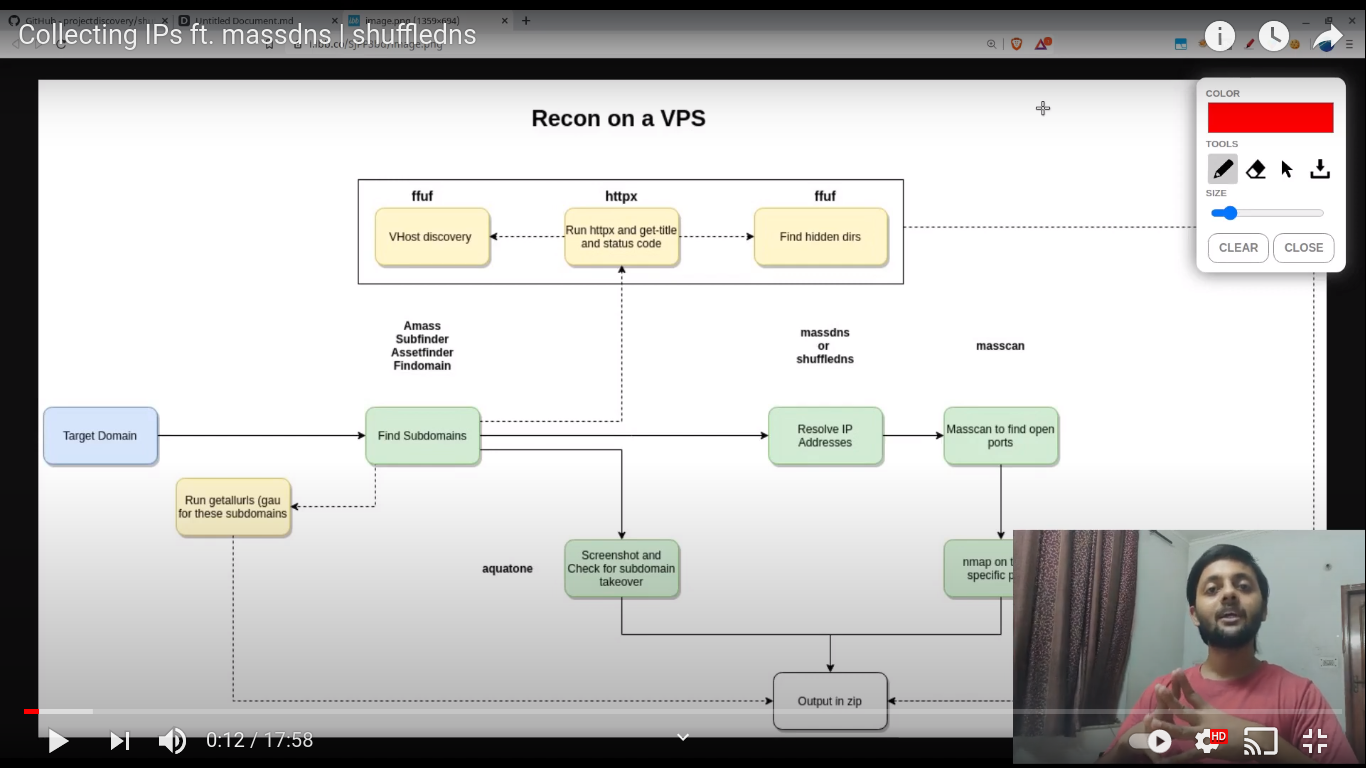 GitHub - projectdiscovery/shu
Untitled Document.md
image.png (1359×694)
Collecting IPs ft. massdns | shuffledns
COLOR
TOOLS
SIZE
CLEAR
CLOSE
Recon on a VPS
ffuf
httpx
ffuf
VHost discovery
Run httpx and get-title
and status code
Find hidden dirs
Amass
Subfinder
Assetfinder
Findomain
massdns
or
shuffledns
masscan
Target Domain
Find Subdomains
Resolve IP
Addresses
Masscan to find open
ports
Run getallurls (gau
for these subdomains
aquatone
Screenshot and
Check for subdomain
takeover
nmap on t
specific p
Output in zip
0:12 / 17:58
HD